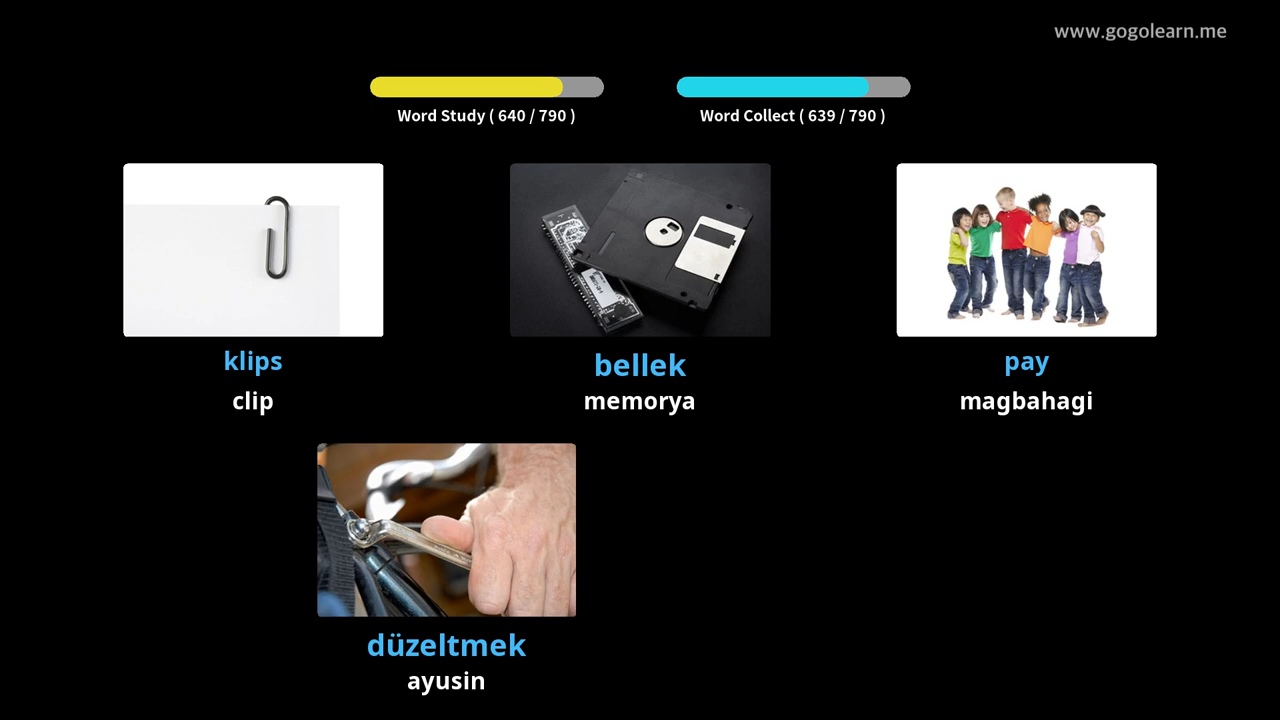 www.gogolearn.me
Word Study ( 640 / 790 )
Word Collect ( 639 / 790 )
klips
clip
bellek
memorya
pay
magbahagi
düzeltmek
ayusin